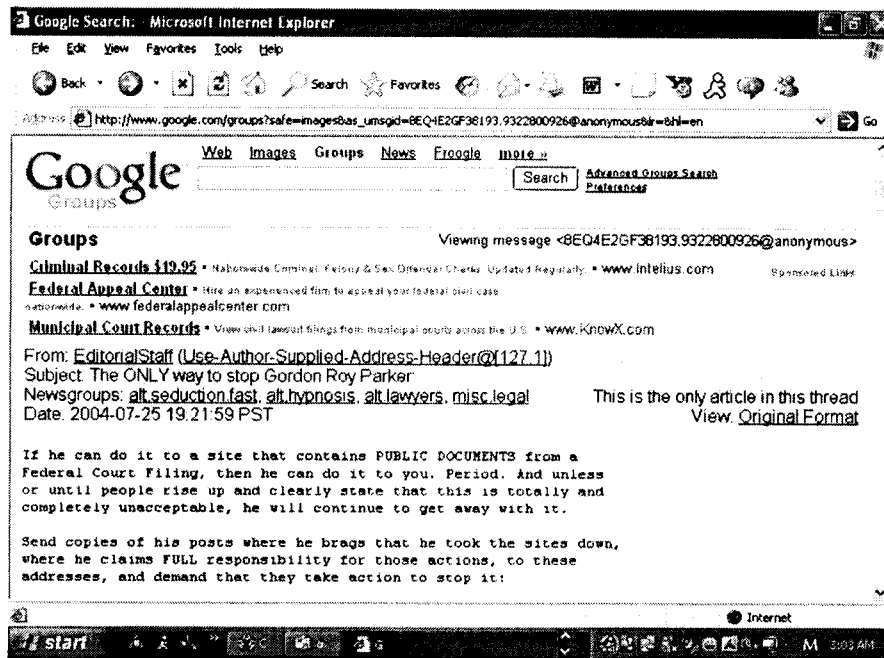 Google Search: - Microsoft Internet Explorer
File Edit View Favorites Tools Help
Back Search Favorites
Address http://www.google.com/groups?safe=images&as_umsgid=8EQ4E2GF38193.9322800926@anonymous&lr=&hl=en Go
Web Images Groups News Froogle more »
Google Groups
Search Advanced Groups Search
Preferences
Groups Viewing message <8EQ4E2GF38193.9322800926@anonymous>
Criminal Records $19.95 • Nationwide Criminal, Felony & Sex Offender Checks. Updated Regularly. • www.intelius.com Sponsored Links
Federal Appeal Center • Hire an experienced firm to appeal your federal civil case
nationwide. • www.federalappealcenter.com
Municipal Court Records • View civil lawsuit filings from municipal courts across the U.S. • www.KnowX.com
From: EditorialStaff (Use-Author-Supplied-Address-Header@[127.1])
Subject: The ONLY way to stop Gordon Roy Parker
Newsgroups: alt.seduction.fast, alt.hypnosis, alt.lawyers, misc.legal This is the only article in this thread
Date: 2004-07-25 19:21:59 PST View: Original Format
If he can do it to a site that contains PUBLIC DOCUMENTS from a
Federal Court Filing, then he can do it to you. Period. And unless
or until people rise up and clearly state that this is totally and
completely unacceptable, he will continue to get away with it.
Send copies of his posts where he brags that he took the sites down,
where he claims FULL responsibility for those actions, to these
addresses, and demand that they take action to stop it:
Internet
start M 3:03 AM